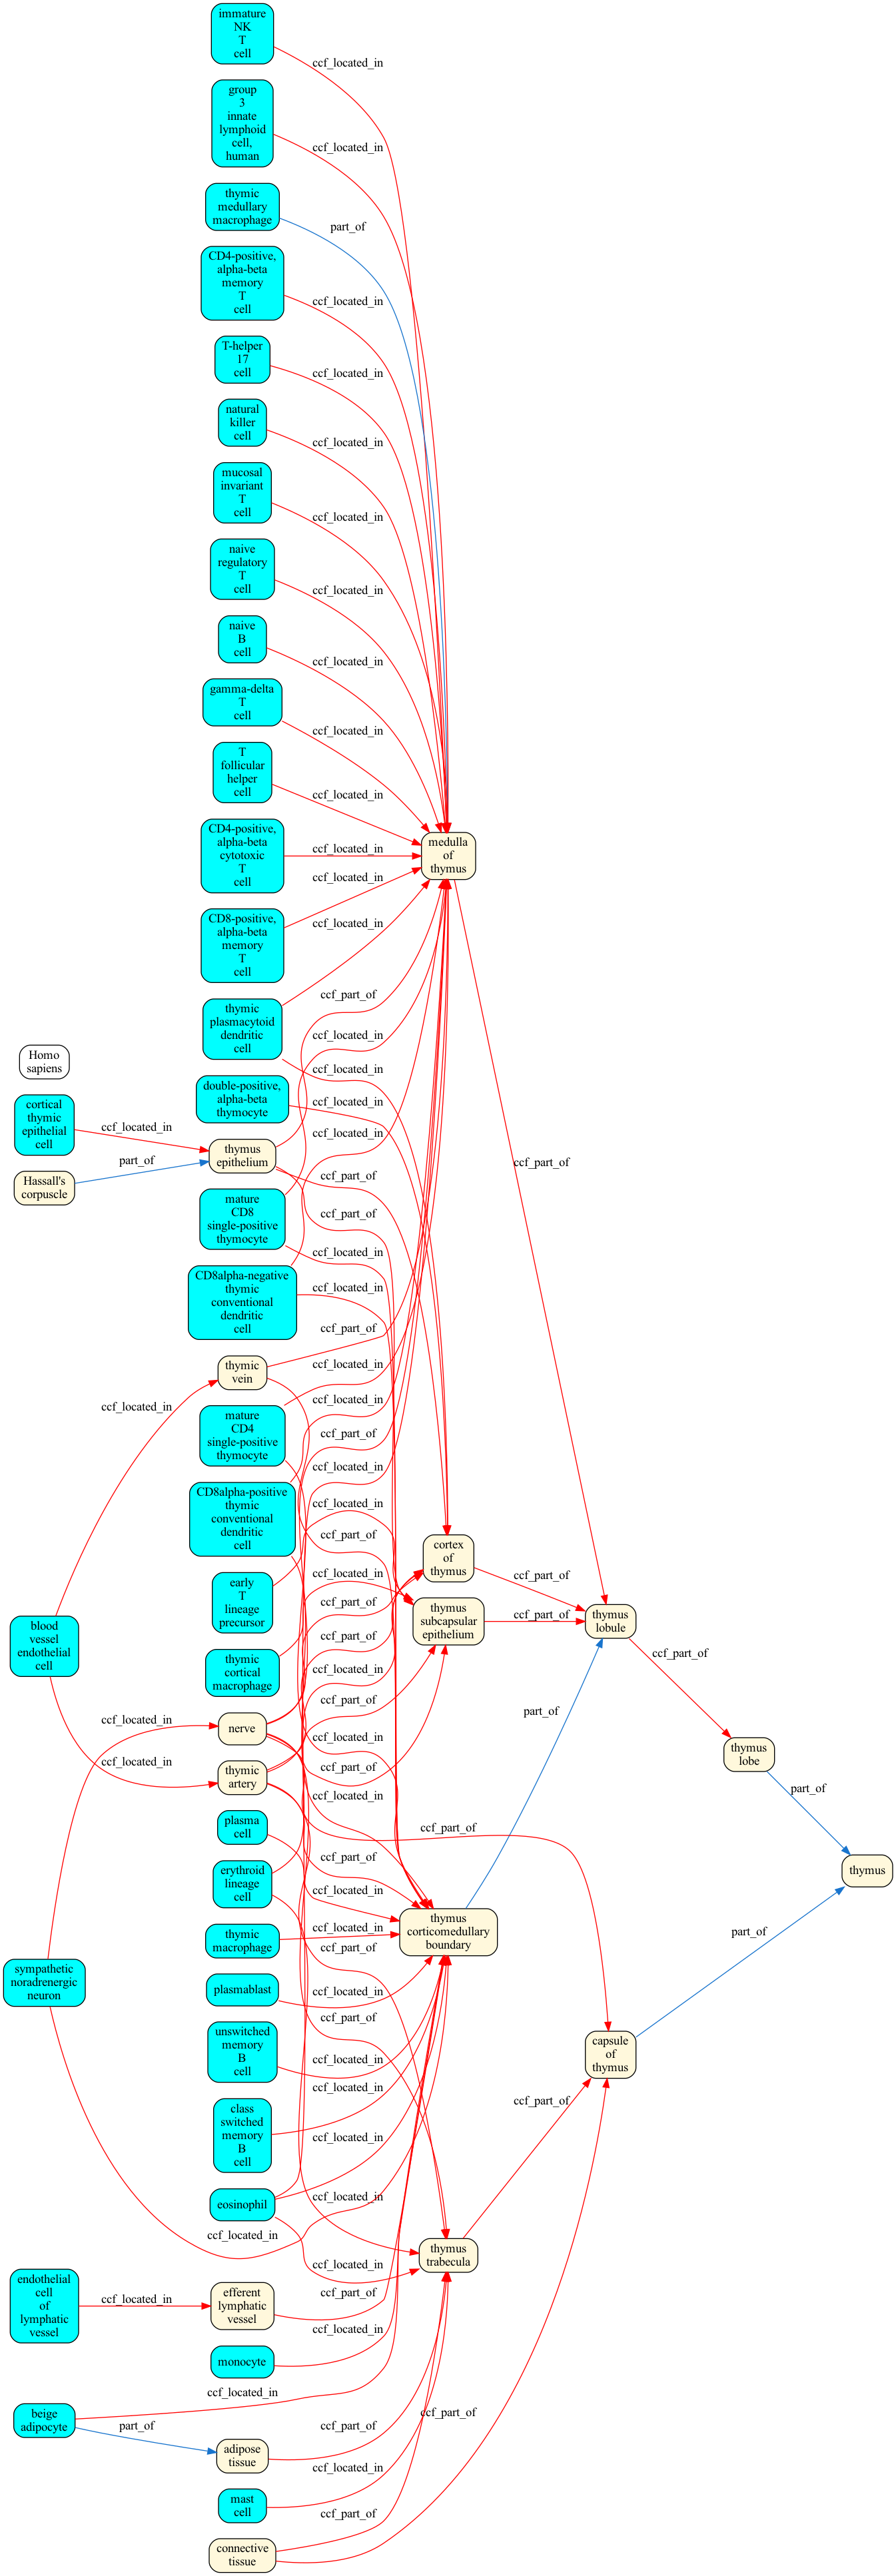 immature
NK
T
cell
ccf_located_in
group
3
innate
lymphoid
cell,
human
ccf_located_in
thymic
medullary
macrophage
part_of
CD4-positive,
alpha-beta
memory
T
cell
ccf_located_in
T-helper
17
cell
ccf_located_in
natural
killer
cell
ccf_located_in
mucosal
invariant
T
cell
ccf_located_in
naive
regulatory
T
cell
ccf_located_in
naive
B
cell
ccf_located_in
gamma-delta
T
cell
ccf_located_in
T
follicular
helper
cell
ccf_located_in
CD4-positive,
alpha-beta
cytotoxic
T
cell
ccf_located_in
medulla
of
thymus
CD8-positive,
alpha-beta
memory
T
cell
ccf_located_in
thymic
plasmacytoid
dendritic
cell
ccf_located_in
ccf_part_of
ccf_located_in
ccf_located_in
Homo
sapiens
double-positive,
alpha-beta
thymocyte
ccf_located_in
cortical
thymic
epithelial
cell
ccf_located_in
thymus
epithelium
ccf_located_in
ccf_part_of
ccf_part_of
Hassall's
corpuscle
part_of
ccf_part_of
mature
CD8
single-positive
thymocyte
ccf_located_in
CD8alpha-negative
thymic
conventional
dendritic
cell
ccf_located_in
ccf_part_of
thymic
vein
ccf_located_in
ccf_located_in
mature
CD4
single-positive
thymocyte
ccf_located_in
ccf_part_of
CD8alpha-positive
thymic
conventional
dendritic
cell
ccf_located_in
ccf_located_in
ccf_part_of
cortex
of
thymus
ccf_part_of
early
T
lineage
precursor
ccf_located_in
ccf_part_of
thymus
subcapsular
epithelium
ccf_part_of
thymus
lobule
blood
vessel
endothelial
cell
ccf_part_of
ccf_part_of
thymic
cortical
macrophage
ccf_located_in
ccf_part_of
ccf_located_in
nerve
ccf_located_in
part_of
thymus
lobe
ccf_located_in
thymic
artery
ccf_part_of
part_of
ccf_located_in
plasma
cell
ccf_part_of
ccf_part_of
thymus
erythroid
lineage
cell
ccf_located_in
thymic
macrophage
ccf_located_in
thymus
corticomedullary
boundary
part_of
ccf_part_of
sympathetic
noradrenergic
neuron
plasmablast
ccf_located_in
ccf_part_of
unswitched
memory
B
cell
ccf_located_in
capsule
of
thymus
class
switched
memory
B
cell
ccf_located_in
ccf_part_of
ccf_located_in
eosinophil
ccf_located_in
ccf_located_in
ccf_located_in
thymus
trabecula
endothelial
cell
of
lymphatic
vessel
ccf_located_in
efferent
lymphatic
vessel
ccf_part_of
ccf_located_in
monocyte
ccf_located_in
beige
adipocyte
part_of
adipose
tissue
ccf_part_of
ccf_part_of
ccf_located_in
mast
cell
ccf_part_of
connective
tissue